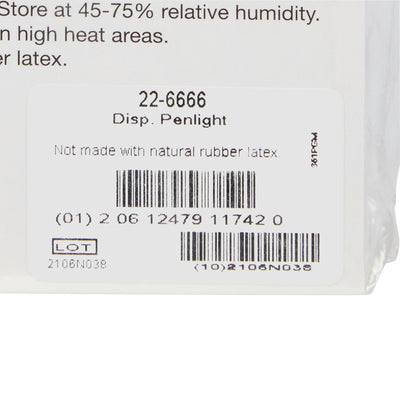 Store at 45-75% relative humidity.
n high heat areas.
er latex.
22-6666
Disp. Penlight
Not made with natural rubber latex
361PGM
(01) 2 06 12479 11742 0
LOT
2106N038
(10)2106N038